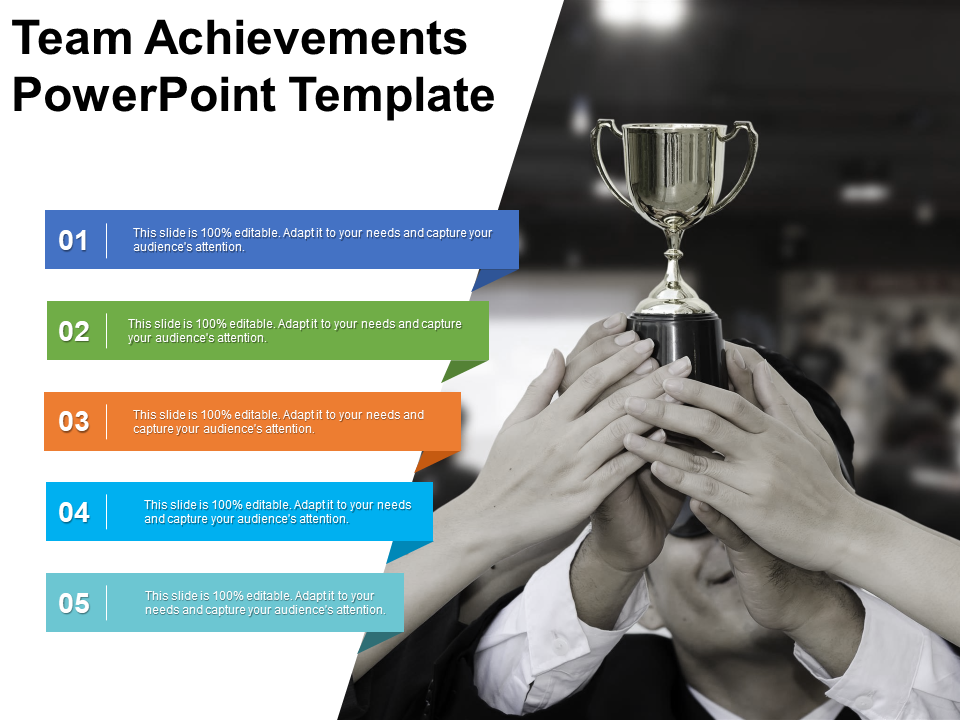 Team Achievements
PowerPoint Template
01
This slide is 100% editable. Adapt it to your needs and capture your
audience's attention.
02
This slide is 100% editable. Adapt it to your needs and capture
your audience's attention.
03
This slide is 100% editable. Adapt it to your needs and
capture your audience's attention.
04
This slide is 100% editable. Adapt it to your needs
and capture your audience's attention.
05
This slide is 100% editable. Adapt it to your
needs and capture your audience's attention.